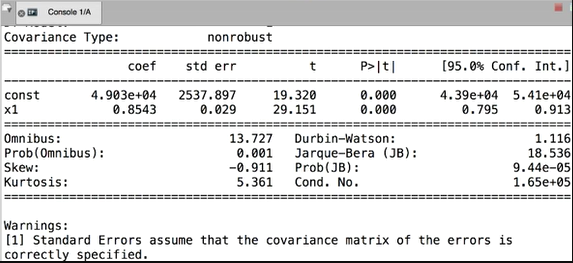 Console 1/A
Covariance Type: nonrobust
==============================================================================
coef std err t P>|t| [95.0% Conf. Int.]
------------------------------------------------------------------------------
const 4.903e+04 2537.897 19.320 0.000 4.39e+04 5.41e+04
x1 0.8543 0.029 29.151 0.000 0.795 0.913
==============================================================================
Omnibus: 13.727 Durbin-Watson: 1.116
Prob(Omnibus): 0.001 Jarque-Bera (JB): 18.536
Skew: -0.911 Prob(JB): 9.44e-05
Kurtosis: 5.361 Cond. No. 1.65e+05
==============================================================================
Warnings:
[1] Standard Errors assume that the covariance matrix of the errors is
correctly specified.